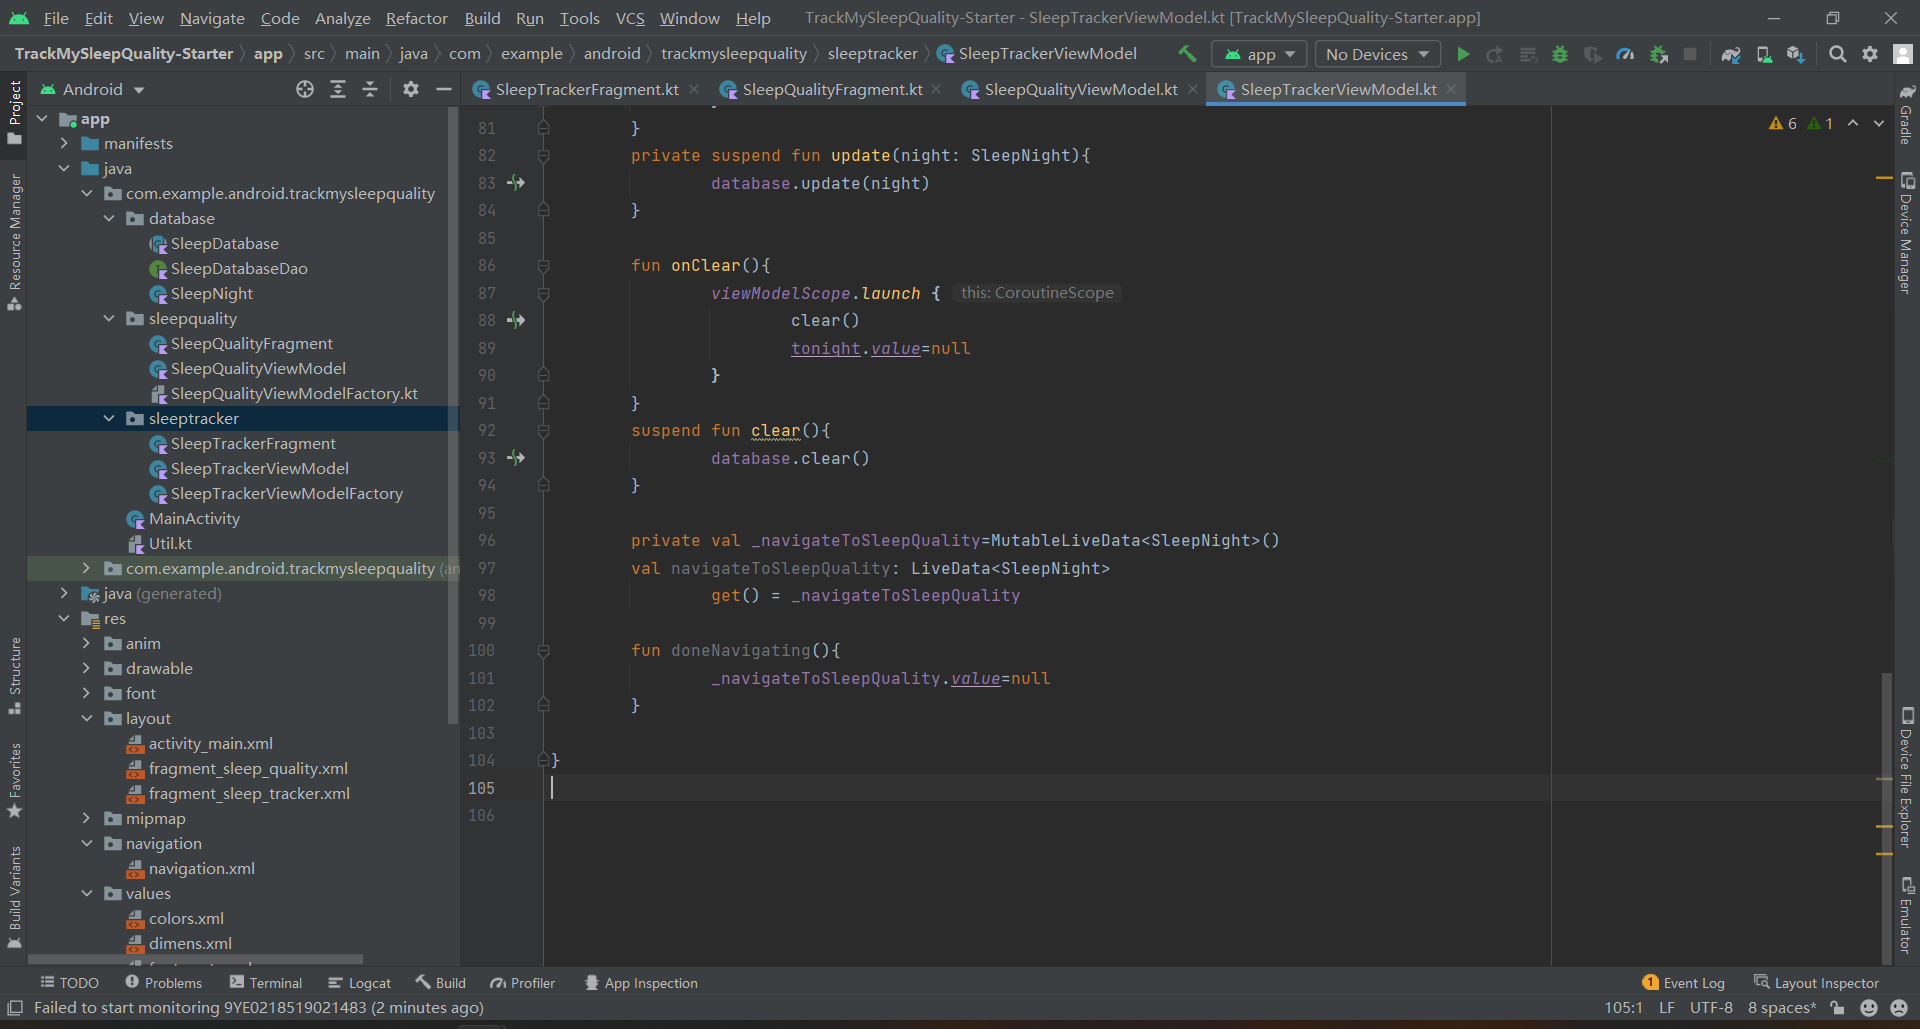 File Edit View Navigate Code Analyze Refactor Build Run Tools VCS Window Help TrackMySleepQuality-Starter - SleepTrackerViewModel.kt [TrackMySleepQuality-Starter.app]
TrackMySleepQuality-Starter app src main java com example android trackmysleepquality sleeptracker SleepTrackerViewModel app No Devices
Project
Resource Manager
Structure
Favorites
Build Variants
Android
app
manifests
java
com.example.android.trackmysleepquality
database
SleepDatabase
SleepDatabaseDao
SleepNight
sleepquality
SleepQualityFragment
SleepQualityViewModel
SleepQualityViewModelFactory.kt
sleeptracker
SleepTrackerFragment
SleepTrackerViewModel
SleepTrackerViewModelFactory
MainActivity
Util.kt
com.example.android.trackmysleepquality (an
java (generated)
res
anim
drawable
font
layout
activity_main.xml
fragment_sleep_quality.xml
fragment_sleep_tracker.xml
mipmap
navigation
navigation.xml
values
colors.xml
dimens.xml
SleepTrackerFragment.kt SleepQualityFragment.kt SleepQualityViewModel.kt SleepTrackerViewModel.kt
6 1
81 }
82 private suspend fun update(night: SleepNight){
83 database.update(night)
84 }
85
86 fun onClear(){
87 viewModelScope.launch { this: CoroutineScope
88 clear()
89 tonight.value=null
90 }
91 }
92 suspend fun clear(){
93 database.clear()
94 }
95
96 private val _navigateToSleepQuality=MutableLiveData<SleepNight>()
97 val navigateToSleepQuality: LiveData<SleepNight>
98 get() = _navigateToSleepQuality
99
100 fun doneNavigating(){
101 _navigateToSleepQuality.value=null
102 }
103
104 }
105
106
Gradle
Device Manager
Device File Explorer
Emulator
TODO Problems Terminal Logcat Build Profiler App Inspection 1 Event Log Layout Inspector
Failed to start monitoring 9YE0218519021483 (2 minutes ago) 105:1 LF UTF-8 8 spaces*